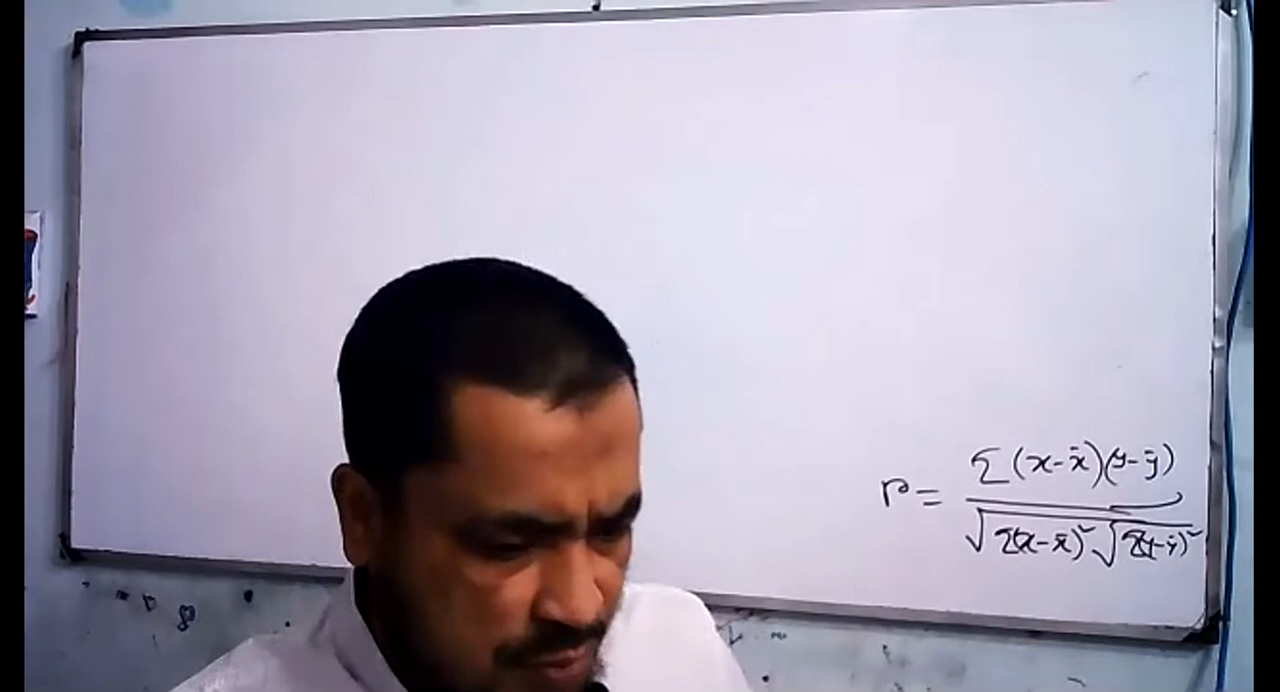 r = Σ(x-x̄)(y-ȳ) / √Σ(x-x̄)² √Σ(y-ȳ)²